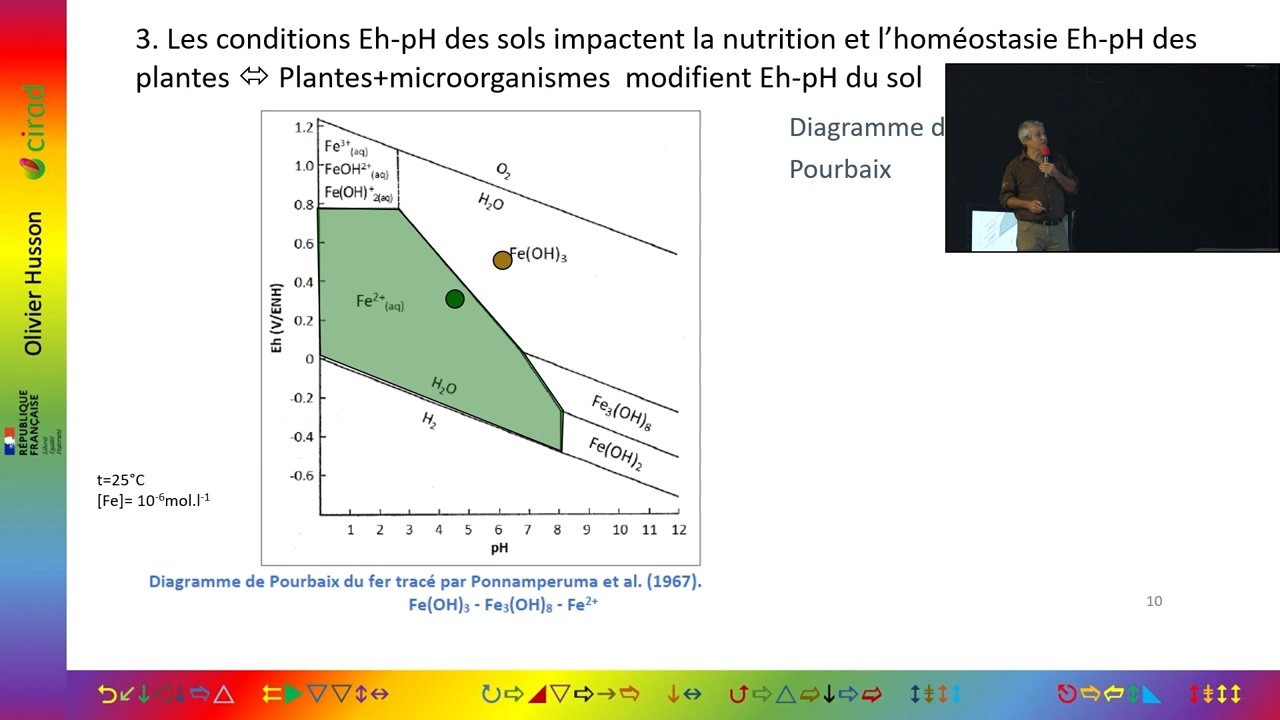 3. Les conditions Eh-pH des sols impactent la nutrition et l’homéostasie Eh-pH des
plantes ⬄ Plantes+microorganismes modifient Eh-pH du sol
Diagramme d
Pourbaix
cirad
Olivier Husson
RÉPUBLIQUE
FRANÇAISE
Liberté
Égalité
Fraternité
Eh (V/ENH)
1.2
1.0
0.8
0.6
0.4
0.2
0
-0.2
-0.4
-0.6
Fe3+(aq)
FeOH2+(aq)
Fe(OH)+2(aq)
O2
H2O
Fe(OH)3
Fe2+(aq)
H2O
H2
Fe3(OH)8
Fe(OH)2
1 2 3 4 5 6 7 8 9 10 11 12
pH
t=25°C
[Fe]= 10-6mol.l-1
Diagramme de Pourbaix du fer tracé par Ponnamperuma et al. (1967).
Fe(OH)3 - Fe3(OH)8 - Fe2+
10